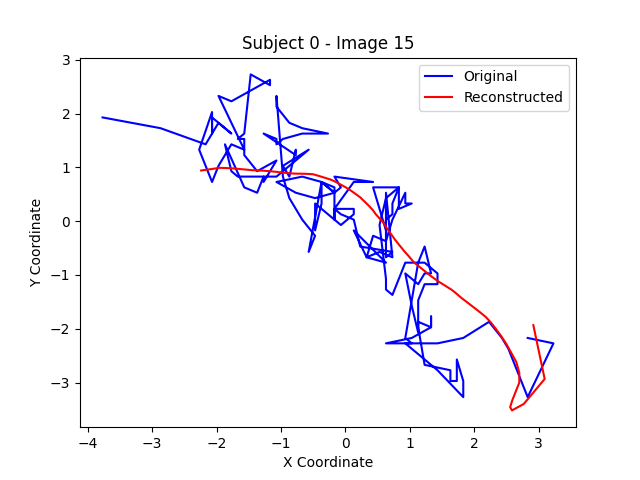 Subject 0 - Image 15
Original
Reconstructed
Y Coordinate
3
2
1
0
−1
−2
−3
−4 −3 −2 −1 0 1 2 3
X Coordinate